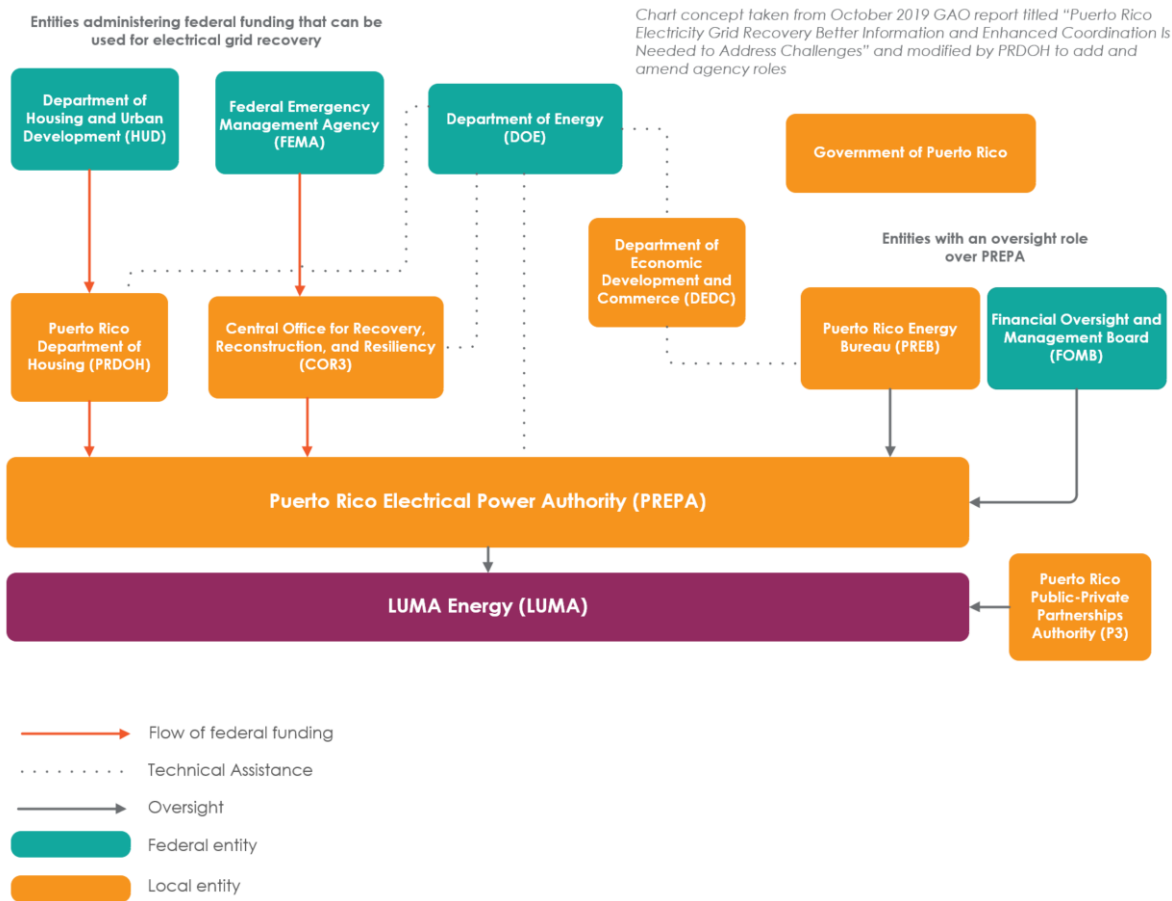 Entities administering federal funding that can be
used for electrical grid recovery
Chart concept taken from October 2019 GAO report titled “Puerto Rico
Electricity Grid Recovery Better Information and Enhanced Coordination Is
Needed to Address Challenges” and modified by PRDOH to add and
amend agency roles
Department of
Housing and Urban
Development (HUD)
Federal Emergency
Management Agency
(FEMA)
Department of Energy
(DOE)
Government of Puerto Rico
Department of
Economic
Development and
Commerce (DEDC)
Entities with an oversight role
over PREPA
Puerto Rico
Department of
Housing (PRDOH)
Central Office for Recovery,
Reconstruction, and Resiliency
(COR3)
Puerto Rico Energy
Bureau (PREB)
Financial Oversight and
Management Board
(FOMB)
Puerto Rico Electrical Power Authority (PREPA)
LUMA Energy (LUMA)
Puerto Rico
Public-Private
Partnerships
Authority (P3)
Flow of federal funding
Technical Assistance
Oversight
Federal entity
Local entity